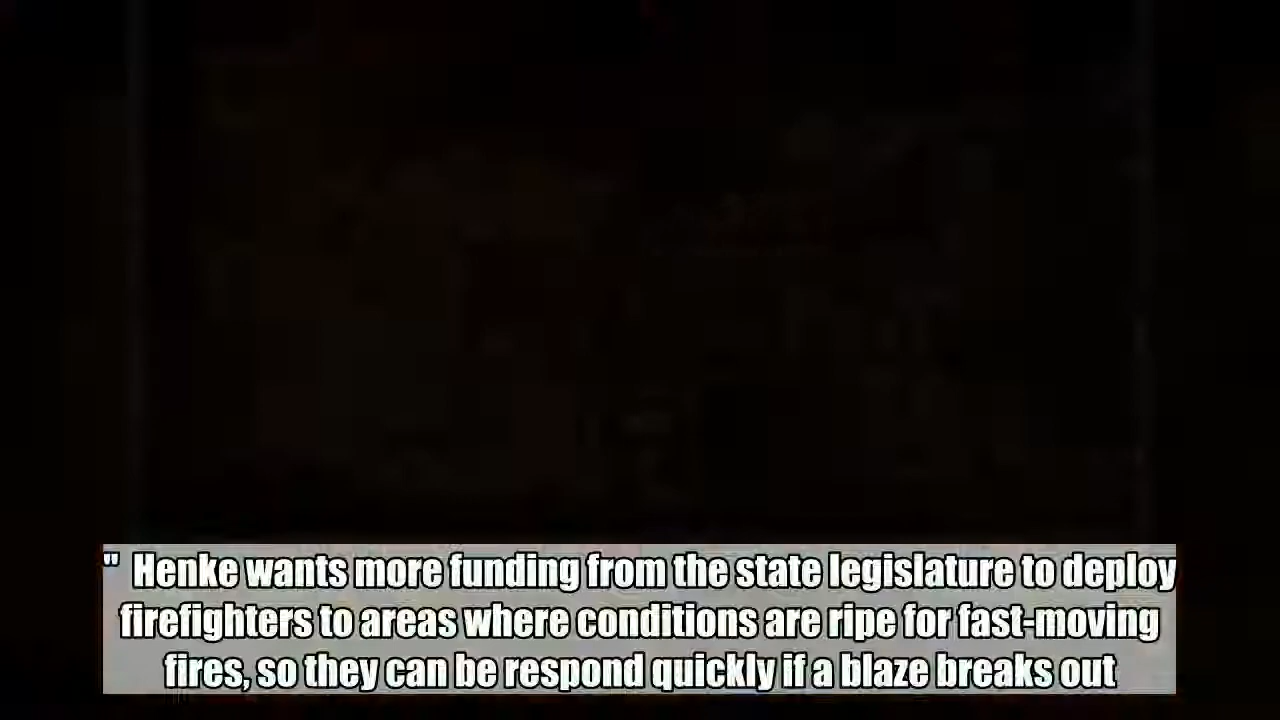 " Henke wants more funding from the state legislature to deploy
firefighters to areas where conditions are ripe for fast-moving
fires, so they can be respond quickly if a blaze breaks out